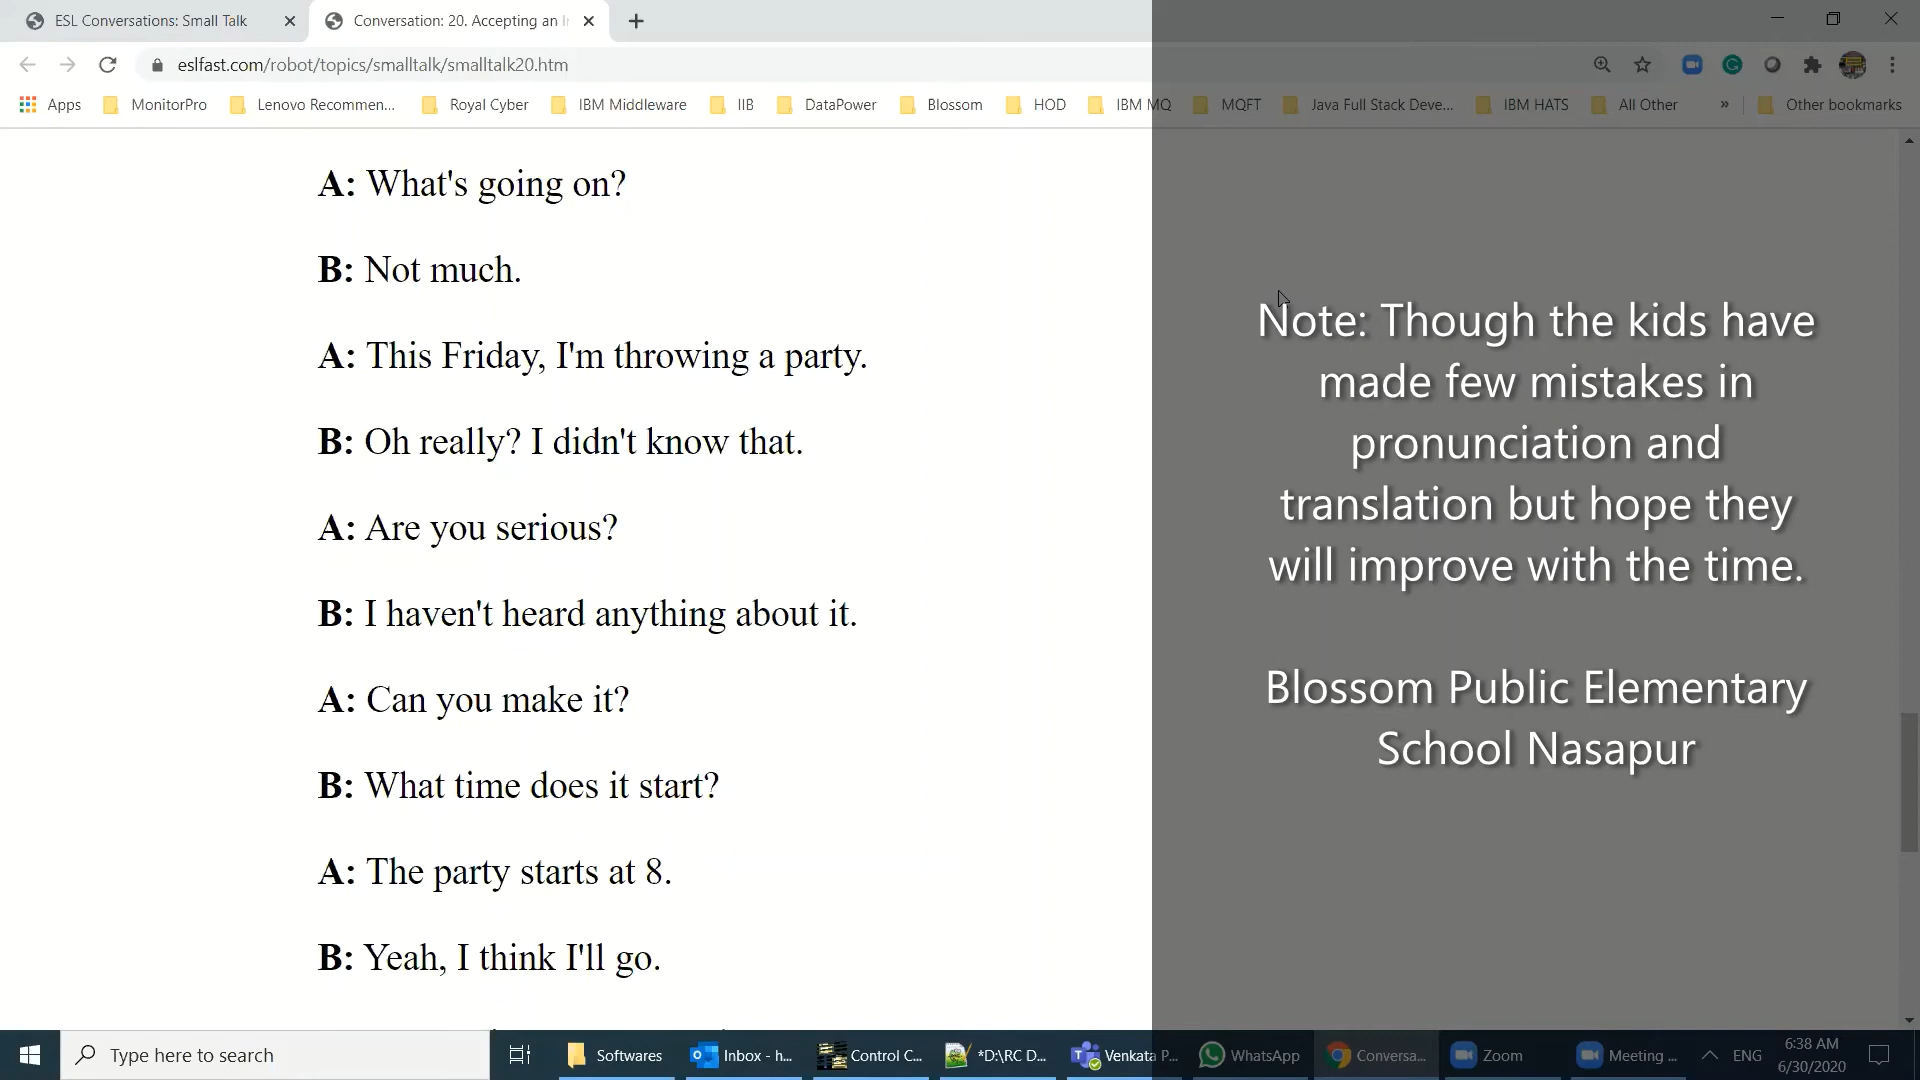 ESL Conversations: Small Talk
Conversation: 20. Accepting an I
eslfast.com/robot/topics/smalltalk/smalltalk20.htm
Apps MonitorPro Lenovo Recommen... Royal Cyber IBM Middleware IIB DataPower Blossom HOD IBM MQ MQFT Java Full Stack Deve... IBM HATS All Other » Other bookmarks
A: What's going on?
B: Not much.
A: This Friday, I'm throwing a party.
B: Oh really? I didn't know that.
A: Are you serious?
B: I haven't heard anything about it.
A: Can you make it?
B: What time does it start?
A: The party starts at 8.
B: Yeah, I think I'll go.
Note: Though the kids have
made few mistakes in
pronunciation and
translation but hope they
will improve with the time.
Blossom Public Elementary
School Nasapur
Type here to search
Softwares Inbox - h... Control C... *D:\RC D... Venkata P... WhatsApp Conversa... Zoom Meeting ... ENG
6:38 AM
6/30/2020